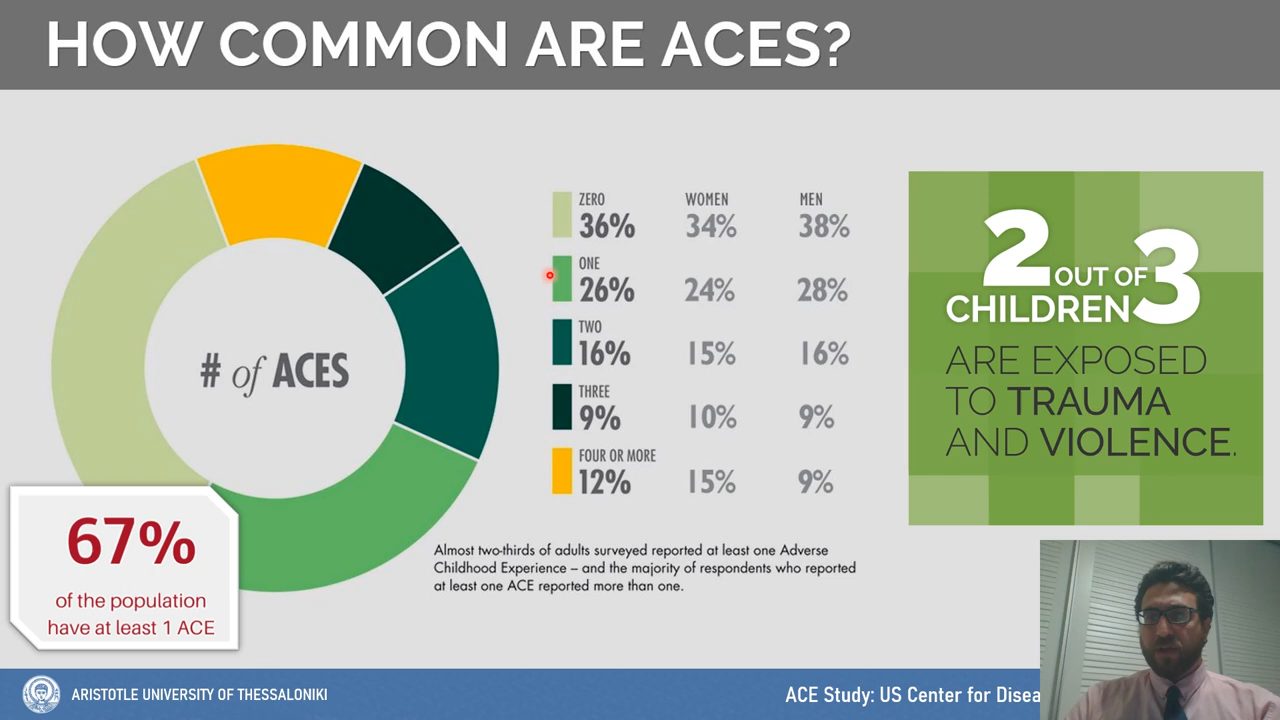 HOW COMMON ARE ACES?
# of ACES
ZERO WOMEN MEN
36% 34% 38%
ONE
26% 24% 28%
TWO
16% 15% 16%
THREE
9% 10% 9%
FOUR OR MORE
12% 15% 9%
Almost two-thirds of adults surveyed reported at least one Adverse
Childhood Experience – and the majority of respondents who reported
at least one ACE reported more than one.
67%
of the population
have at least 1 ACE
2 OUT OF 3
CHILDREN
ARE EXPOSED
TO TRAUMA
AND VIOLENCE.
ARISTOTLE UNIVERSITY OF THESSALONIKI
ACE Study: US Center for Disea